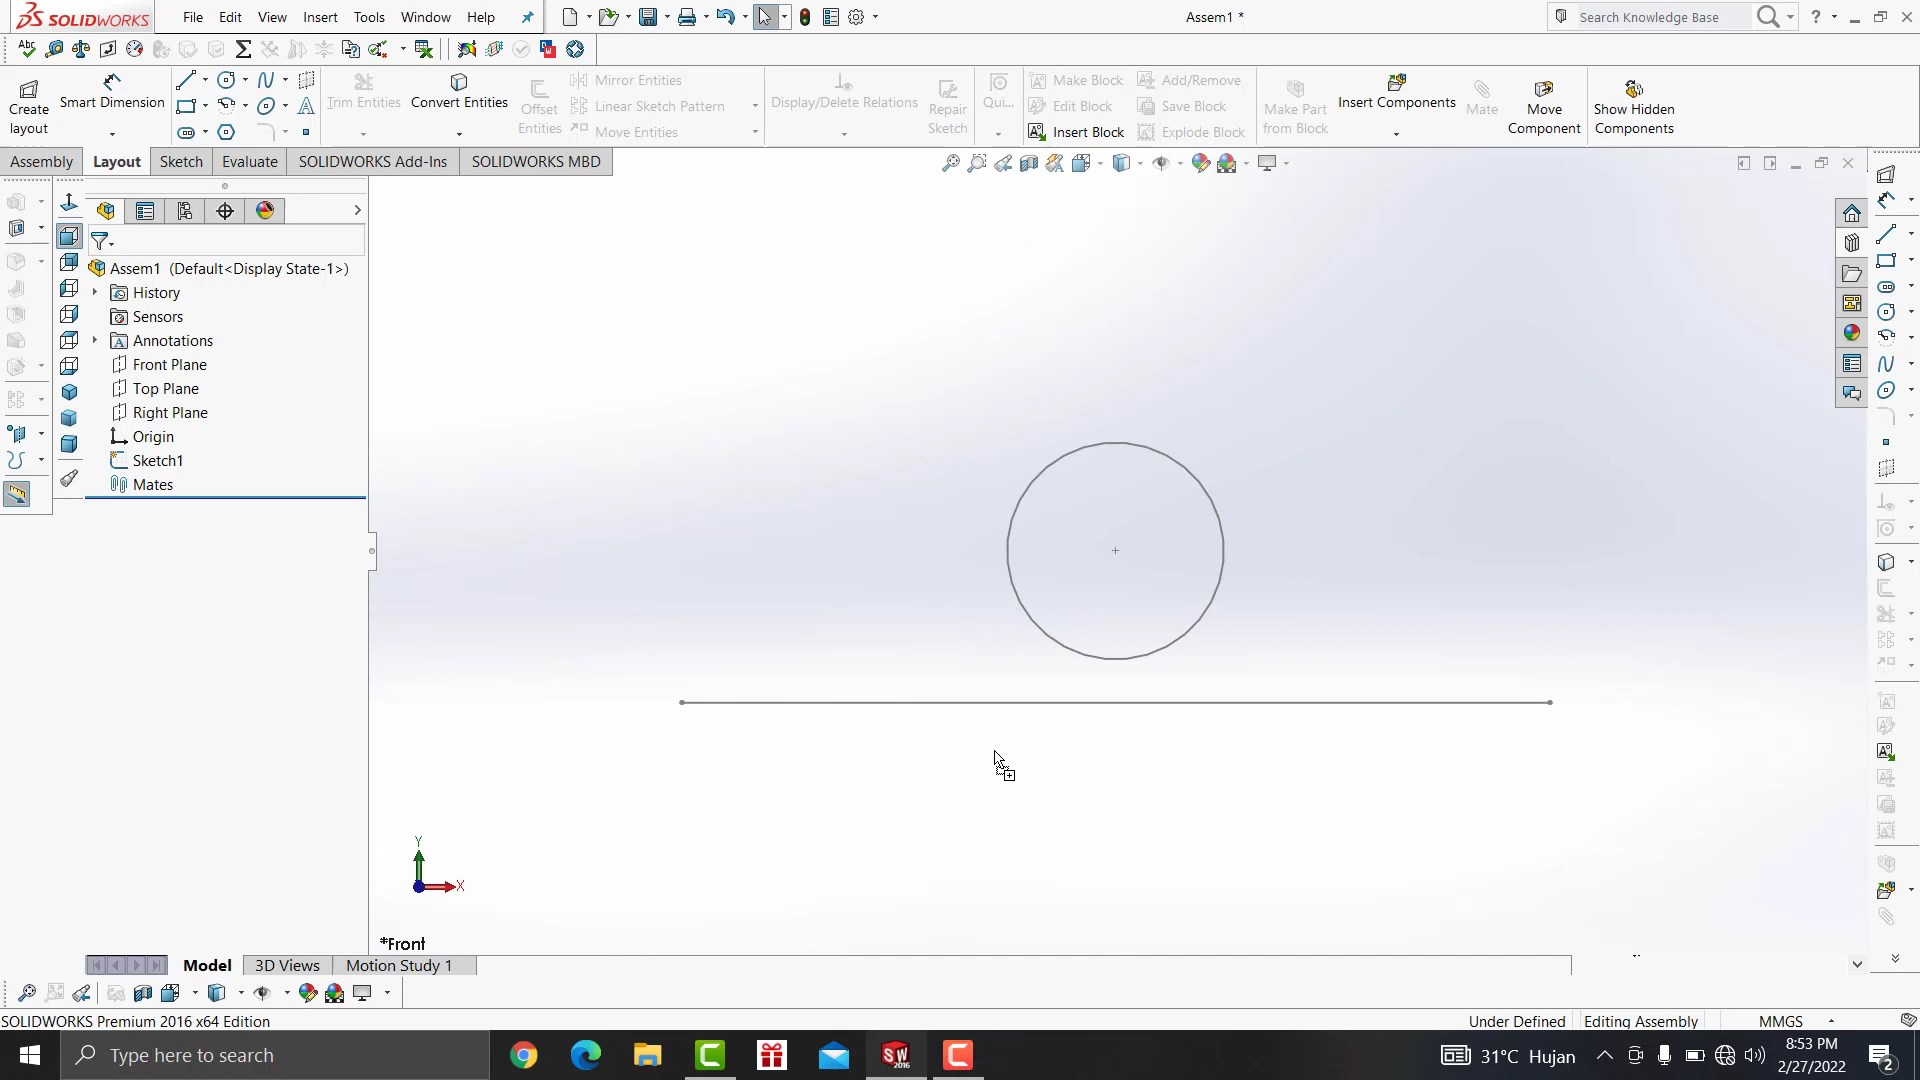 SOLIDWORKS
File Edit View Insert Tools Window Help
Assem1 *
Search Knowledge Base
Create layout
Smart Dimension
Trim Entities
Convert Entities
Offset Entities
Mirror Entities
Linear Sketch Pattern
Move Entities
Display/Delete Relations
Repair Sketch
Qui...
Make Block
Edit Block
Insert Block
Add/Remove
Save Block
Explode Block
Make Part from Block
Insert Components
Mate
Move Component
Show Hidden Components
Assembly Layout Sketch Evaluate SOLIDWORKS Add-Ins SOLIDWORKS MBD
Assem1 (Default<Display State-1>)
History
Sensors
Annotations
Front Plane
Top Plane
Right Plane
Origin
Sketch1
Mates
Y
X
*Front
Model 3D Views Motion Study 1
SOLIDWORKS Premium 2016 x64 Edition
Under Defined Editing Assembly MMGS
Type here to search
31°C Hujan
8:53 PM
2/27/2022
2